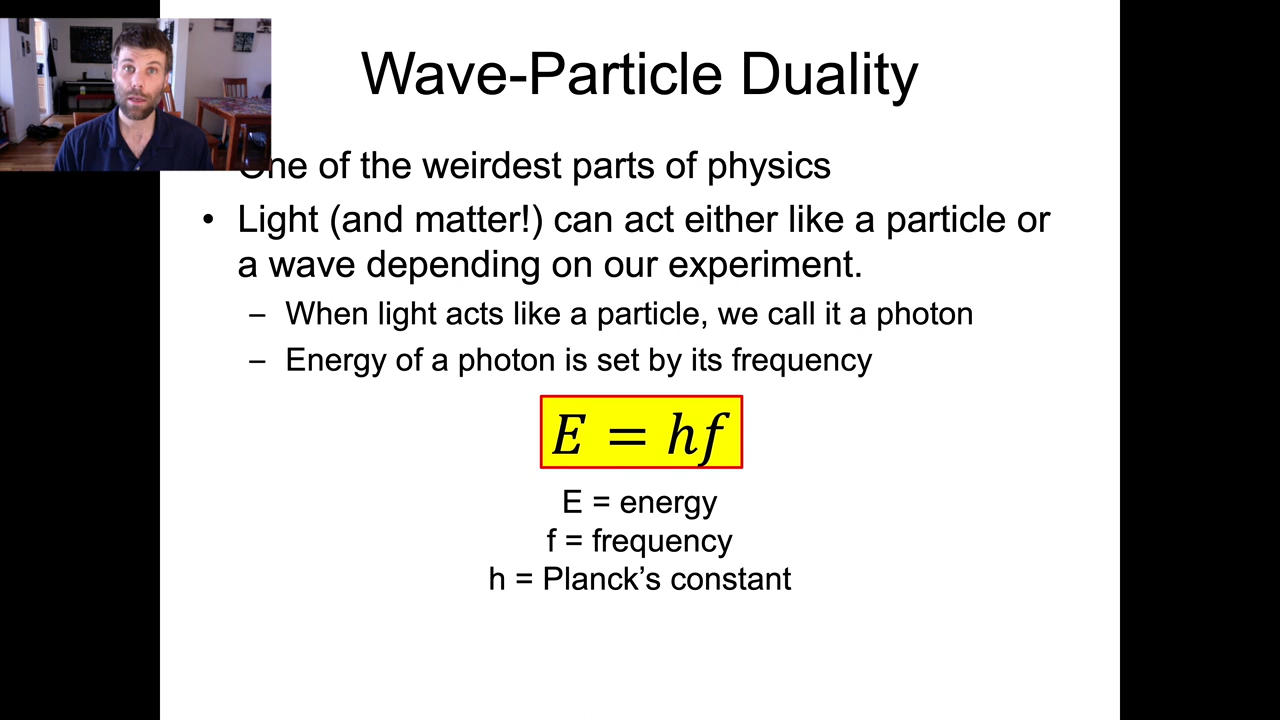 Wave-Particle Duality
One of the weirdest parts of physics
• Light (and matter!) can act either like a particle or
a wave depending on our experiment.
– When light acts like a particle, we call it a photon
– Energy of a photon is set by its frequency
E = hf
E = energy
f = frequency
h = Planck’s constant